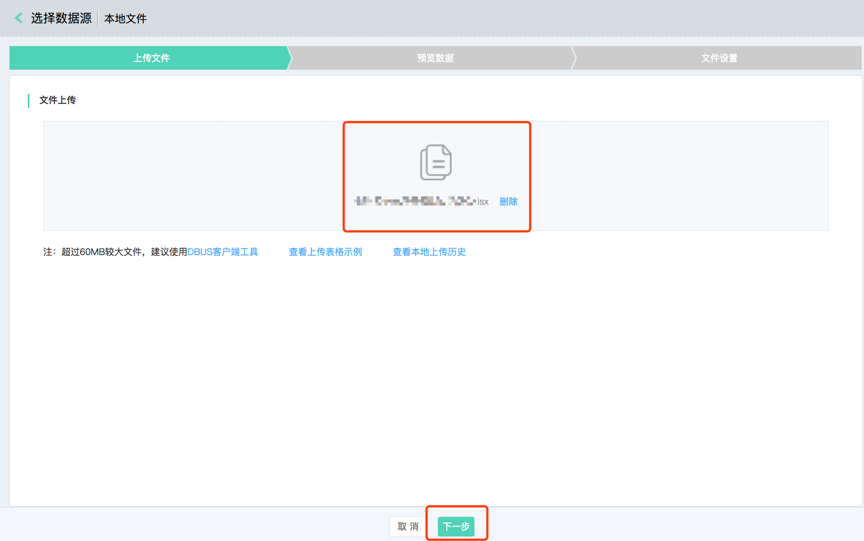 选择数据源 本地文件
上传文件 预览数据 文件设置
文件上传
lsx 删除
注：超过60MB较大文件，建议使用DBUS客户端工具 查看上传表格示例 查看本地上传历史
取 消 下一步